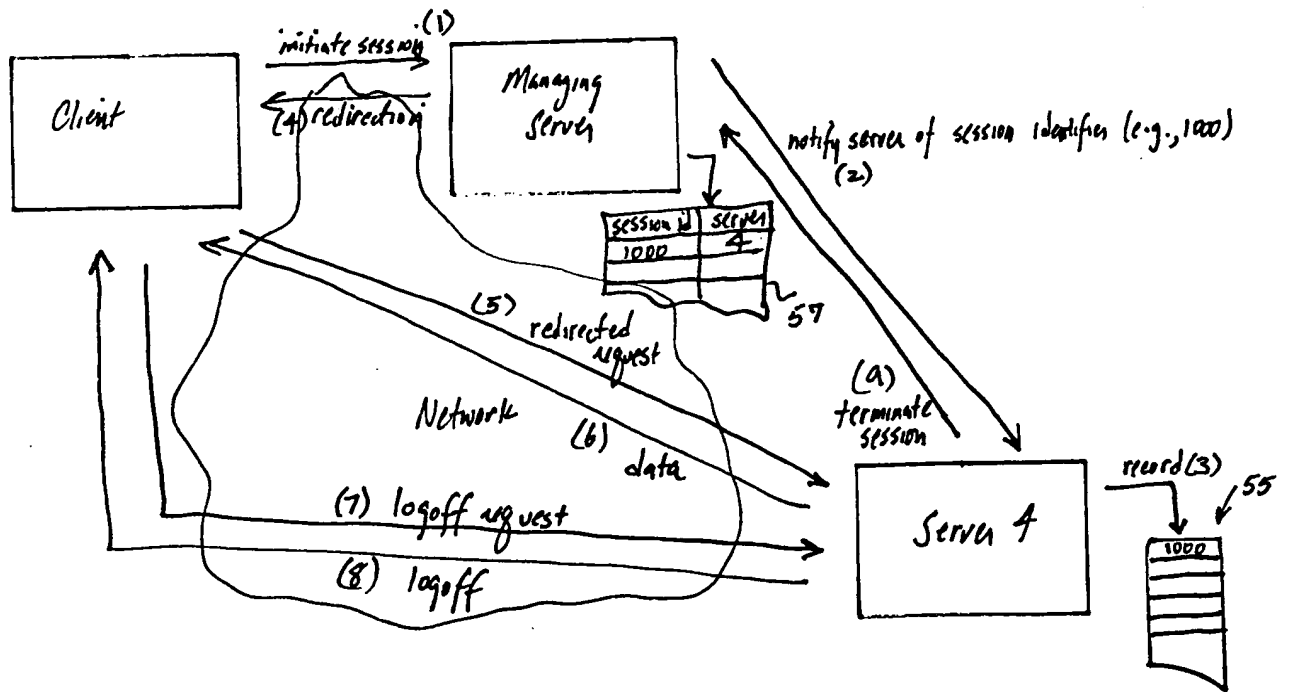 initiate session (1)
Client
Managing
Server
(4) redirection
notify server of session identifier (e.g., 1000)
(2)
session id server
1000 4
57
(5)
redirected
request
(9)
terminate
session
Network
(6)
data
record (3)
55
Server 4
1000
(7) logoff request
(8) logoff